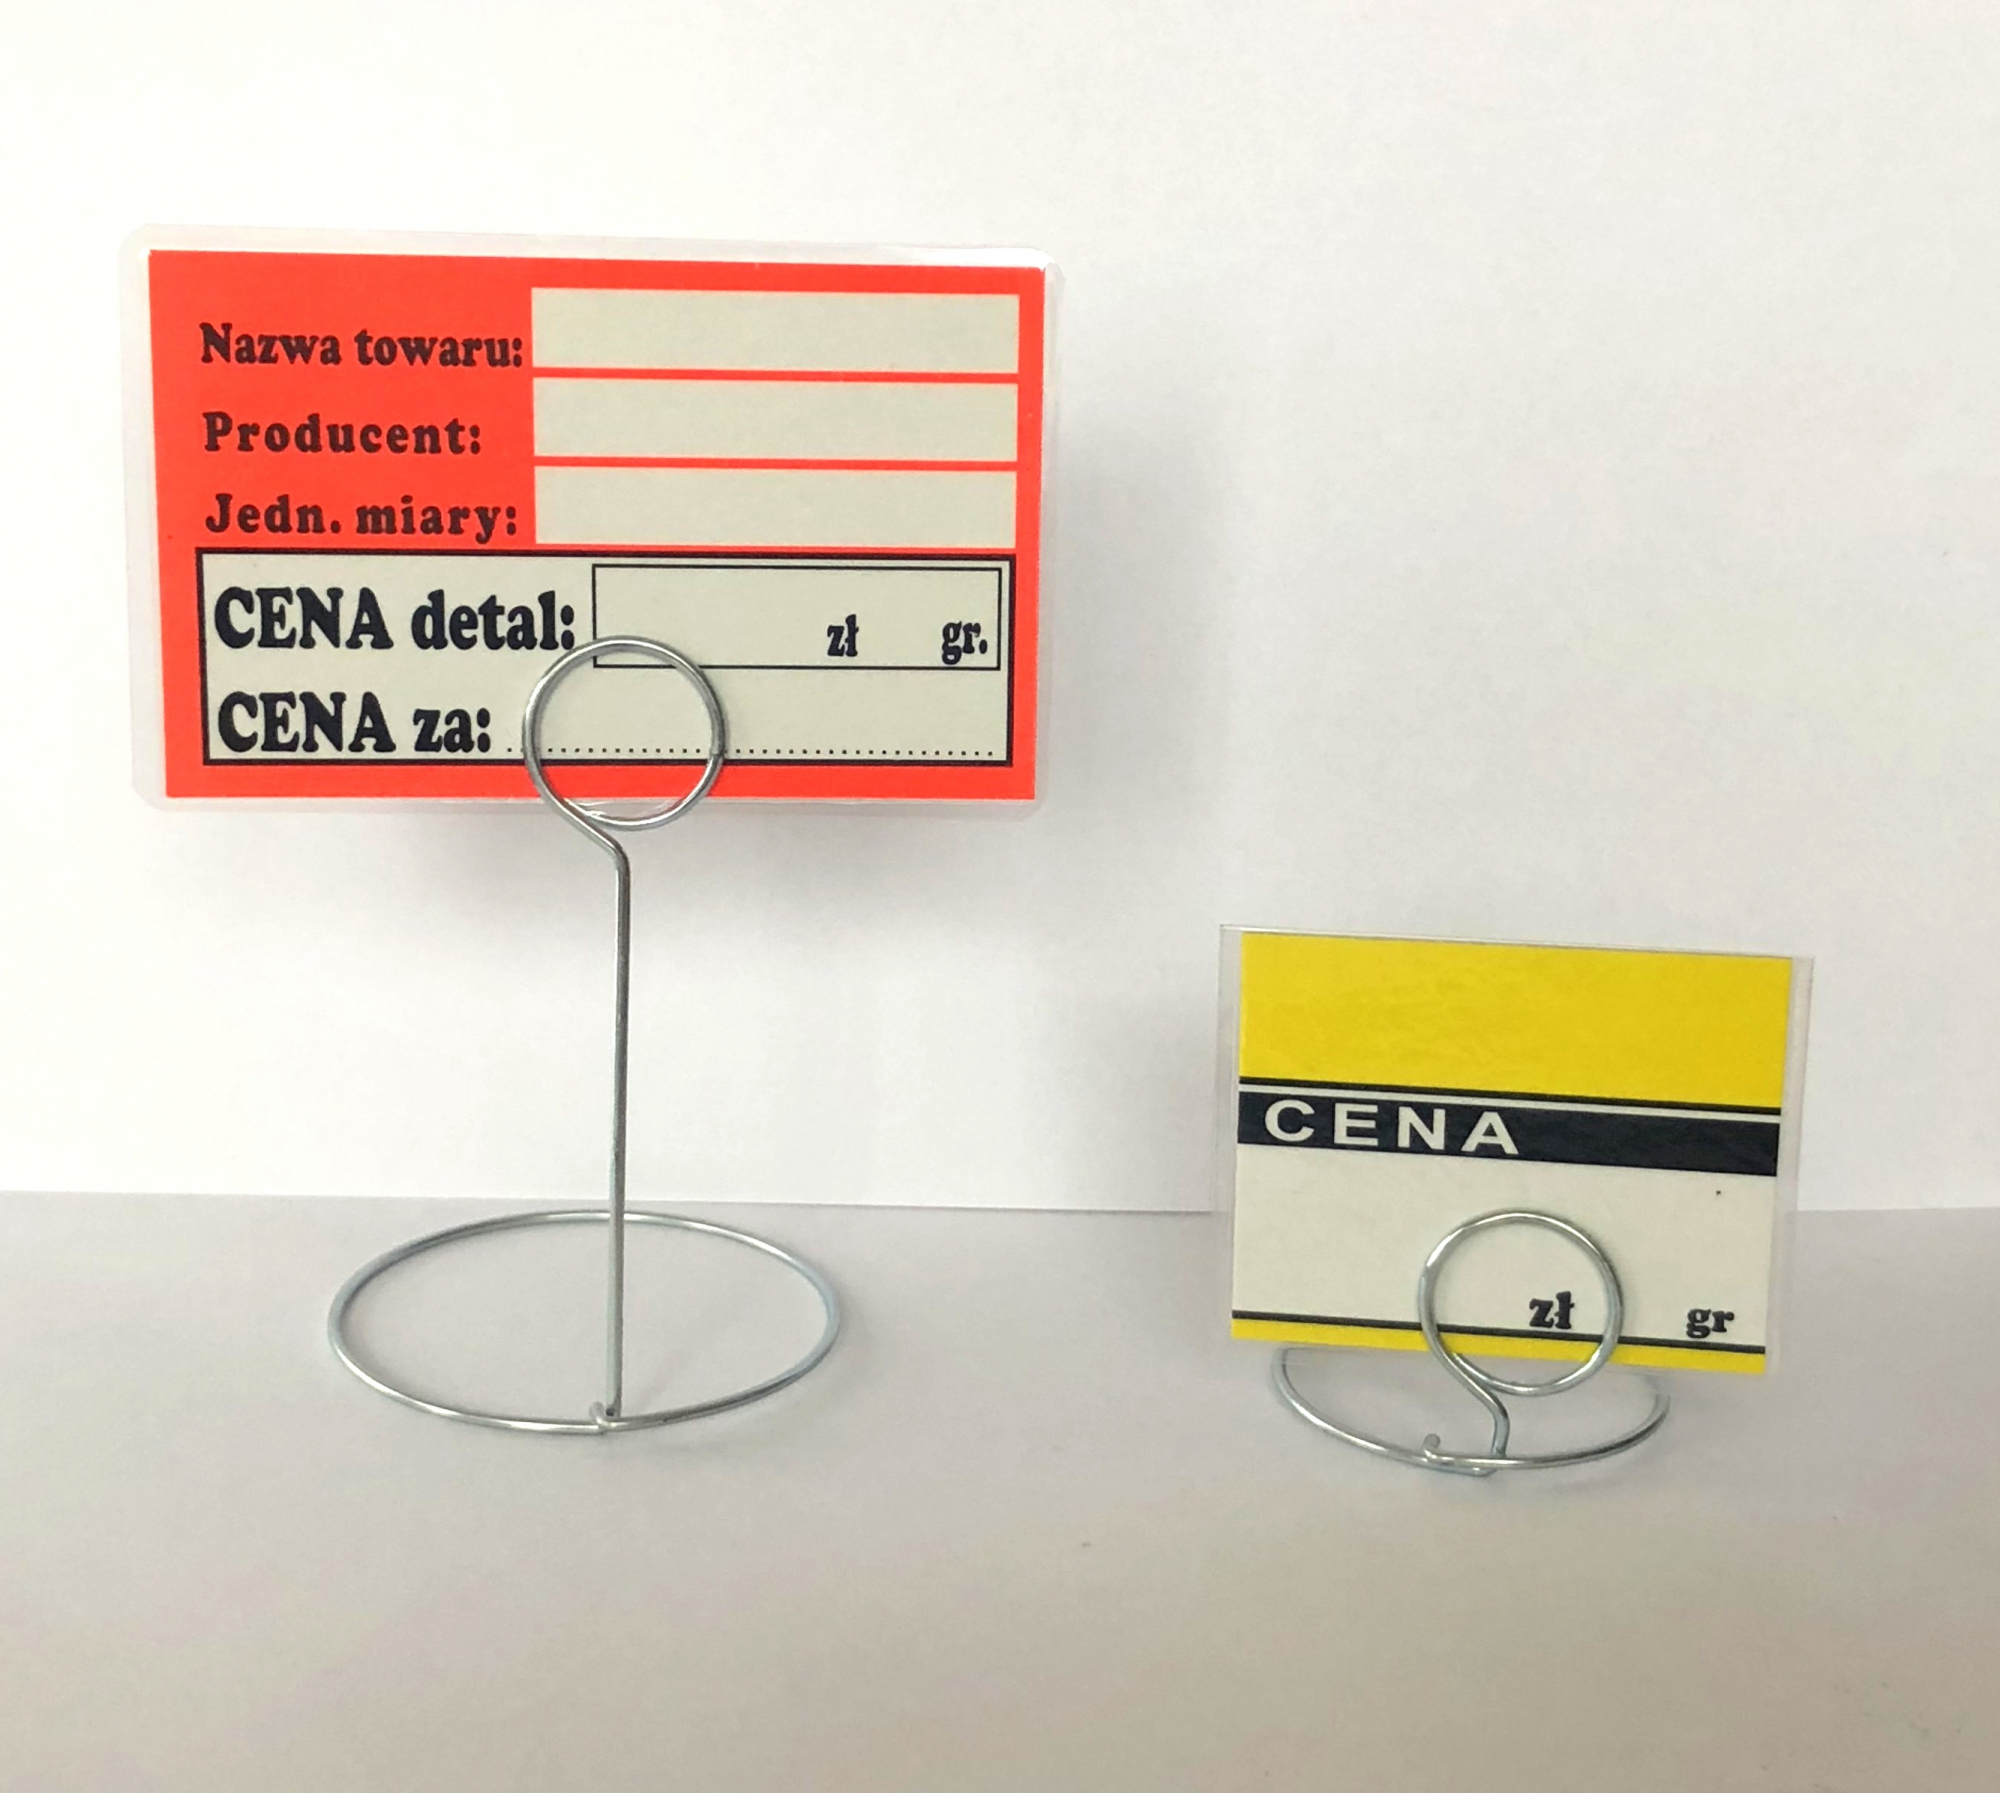 Nazwa towaru:
Producent:
Jedn. miary:
CENA detal: zł gr.
CENA za: ........................................
CENA
zł gr